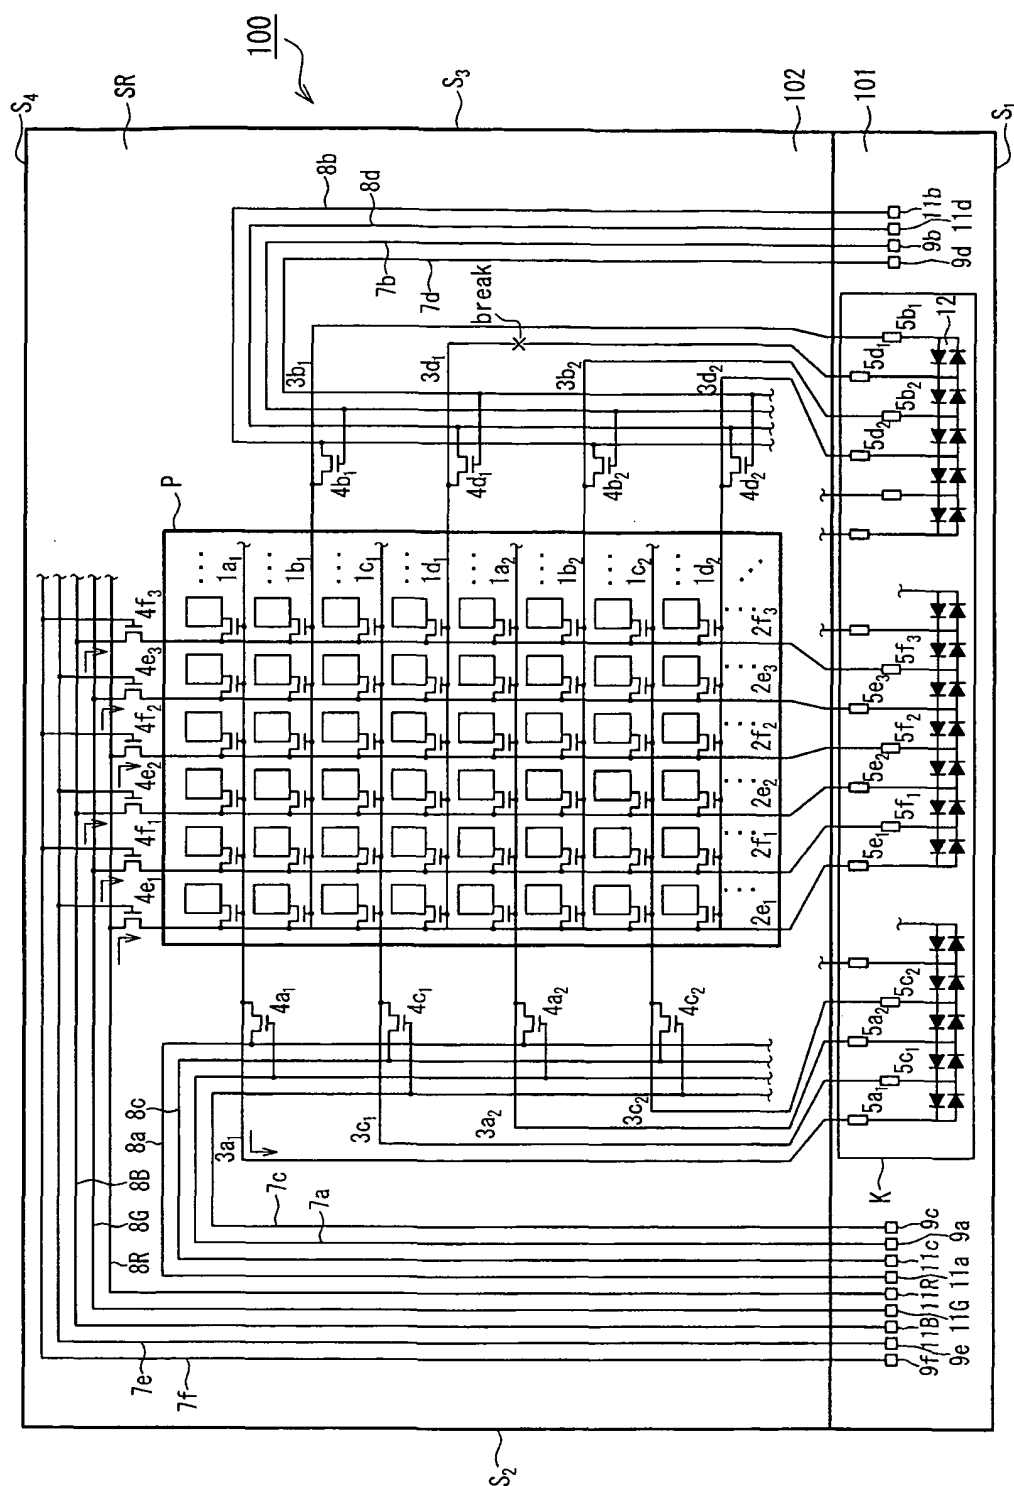 100
S₄
SR
S₃
102
101
S₁
8b
8d
7b
7d
break
11b
11d
9b
9d
3b₁
3d₁
3b₂
3d₂
5b₁
5d₁
5b₂
5d₂
12
4b₁
4d₁
4b₂
4d₂
P
1a₁
1b₁
1c₁
1d₁
1a₂
1b₂
1c₂
1d₂
4f₃
4e₃
4f₂
4e₂
4f₁
4e₁
2f₃
2e₃
2f₂
2e₂
2f₁
2e₁
5f₃
5e₃
5f₂
5e₂
5f₁
5e₁
4a₁
4c₁
4a₂
4c₂
5c₂
5a₂
5c₁
5a₁
8c
8a
8B
8G
8R
3a₁
3c₁
3a₂
3c₂
7c
7a
7e
7f
K
9c
9a
11c
11a
11R
11G
11B
9e
9f
S₂